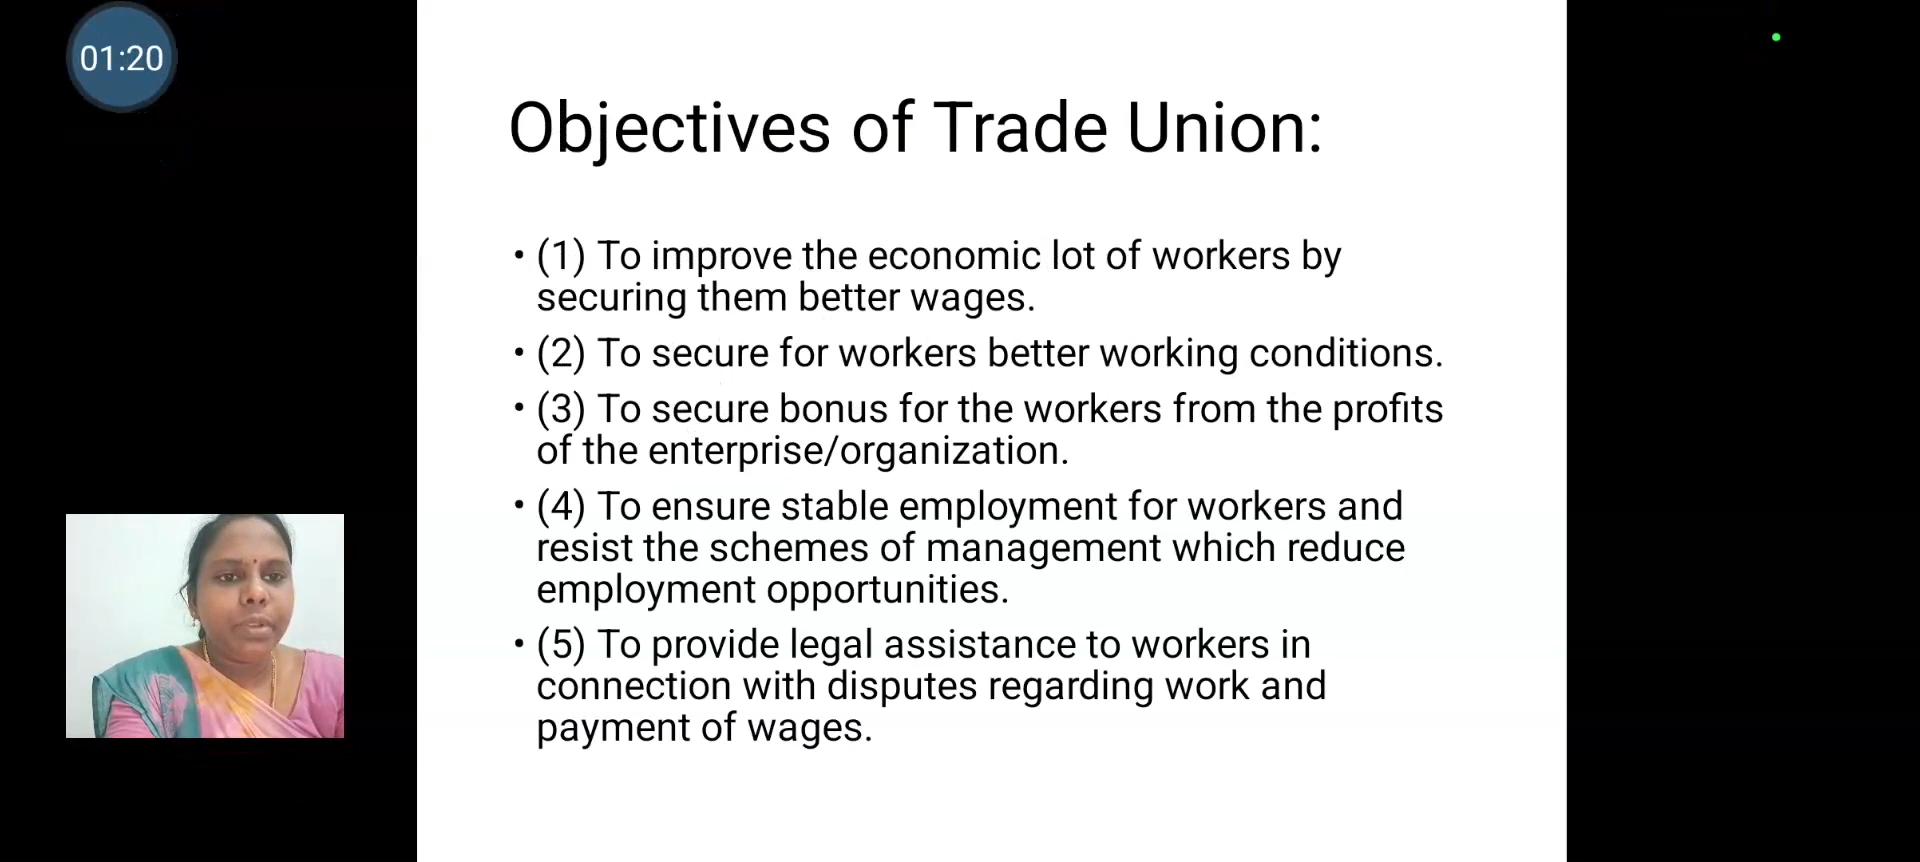 01:20
Objectives of Trade Union:
• (1) To improve the economic lot of workers by
securing them better wages.
• (2) To secure for workers better working conditions.
• (3) To secure bonus for the workers from the profits
of the enterprise/organization.
• (4) To ensure stable employment for workers and
resist the schemes of management which reduce
employment opportunities.
• (5) To provide legal assistance to workers in
connection with disputes regarding work and
payment of wages.